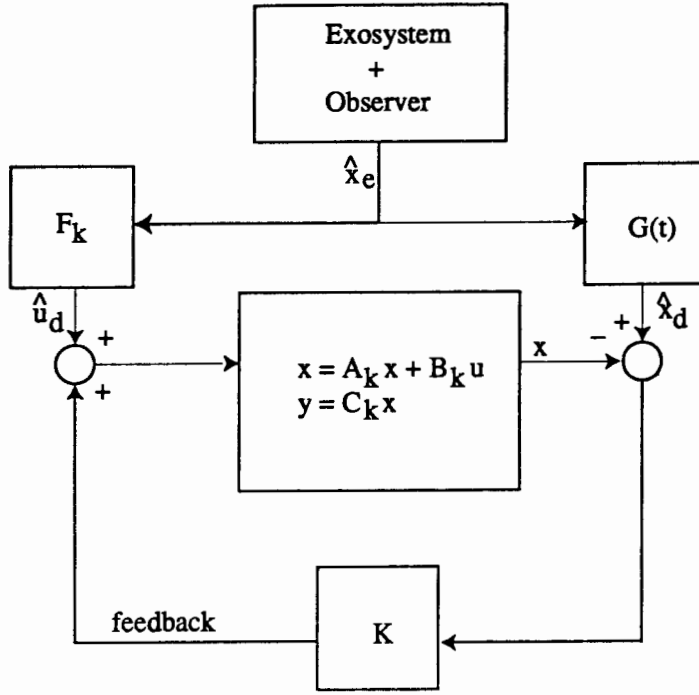 Exosystem
+
Observer
x̂e
Fk
G(t)
ûd
x̂d
+
+
x = Akx + Bku
y = Ckx
x
−
+
feedback
K